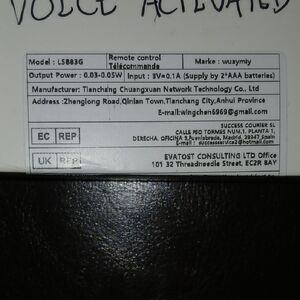 VOICE ACTIVATED
Model : L5B83G
Remote control
Télécommande
Marke : wuaymiy
Output Power : 0.03-0.05W
Input : 3V⎓0.1A (Supply by 2*AAA batteries)
Manufacturer: Tianchang Chuangxuan Network Technology Co., Ltd
Address :Zhenglong Road,Qinlan Town,Tianchang City,Anhui Province
E-mail:wingchen6969@gmail.com
EC REP
SUCCESS COURIER SL
CALLE RIO TORMES NUM.1, PLANTA 1,
DERECHA, OFICINA 3,Fuenlabrada, Madrid, 28947,Spain
E-mail : successservice2@hotmail.com
UK REP
EVATOST CONSULTING LTD Office
101 32 Threadneedle Street, EC2R 8AY